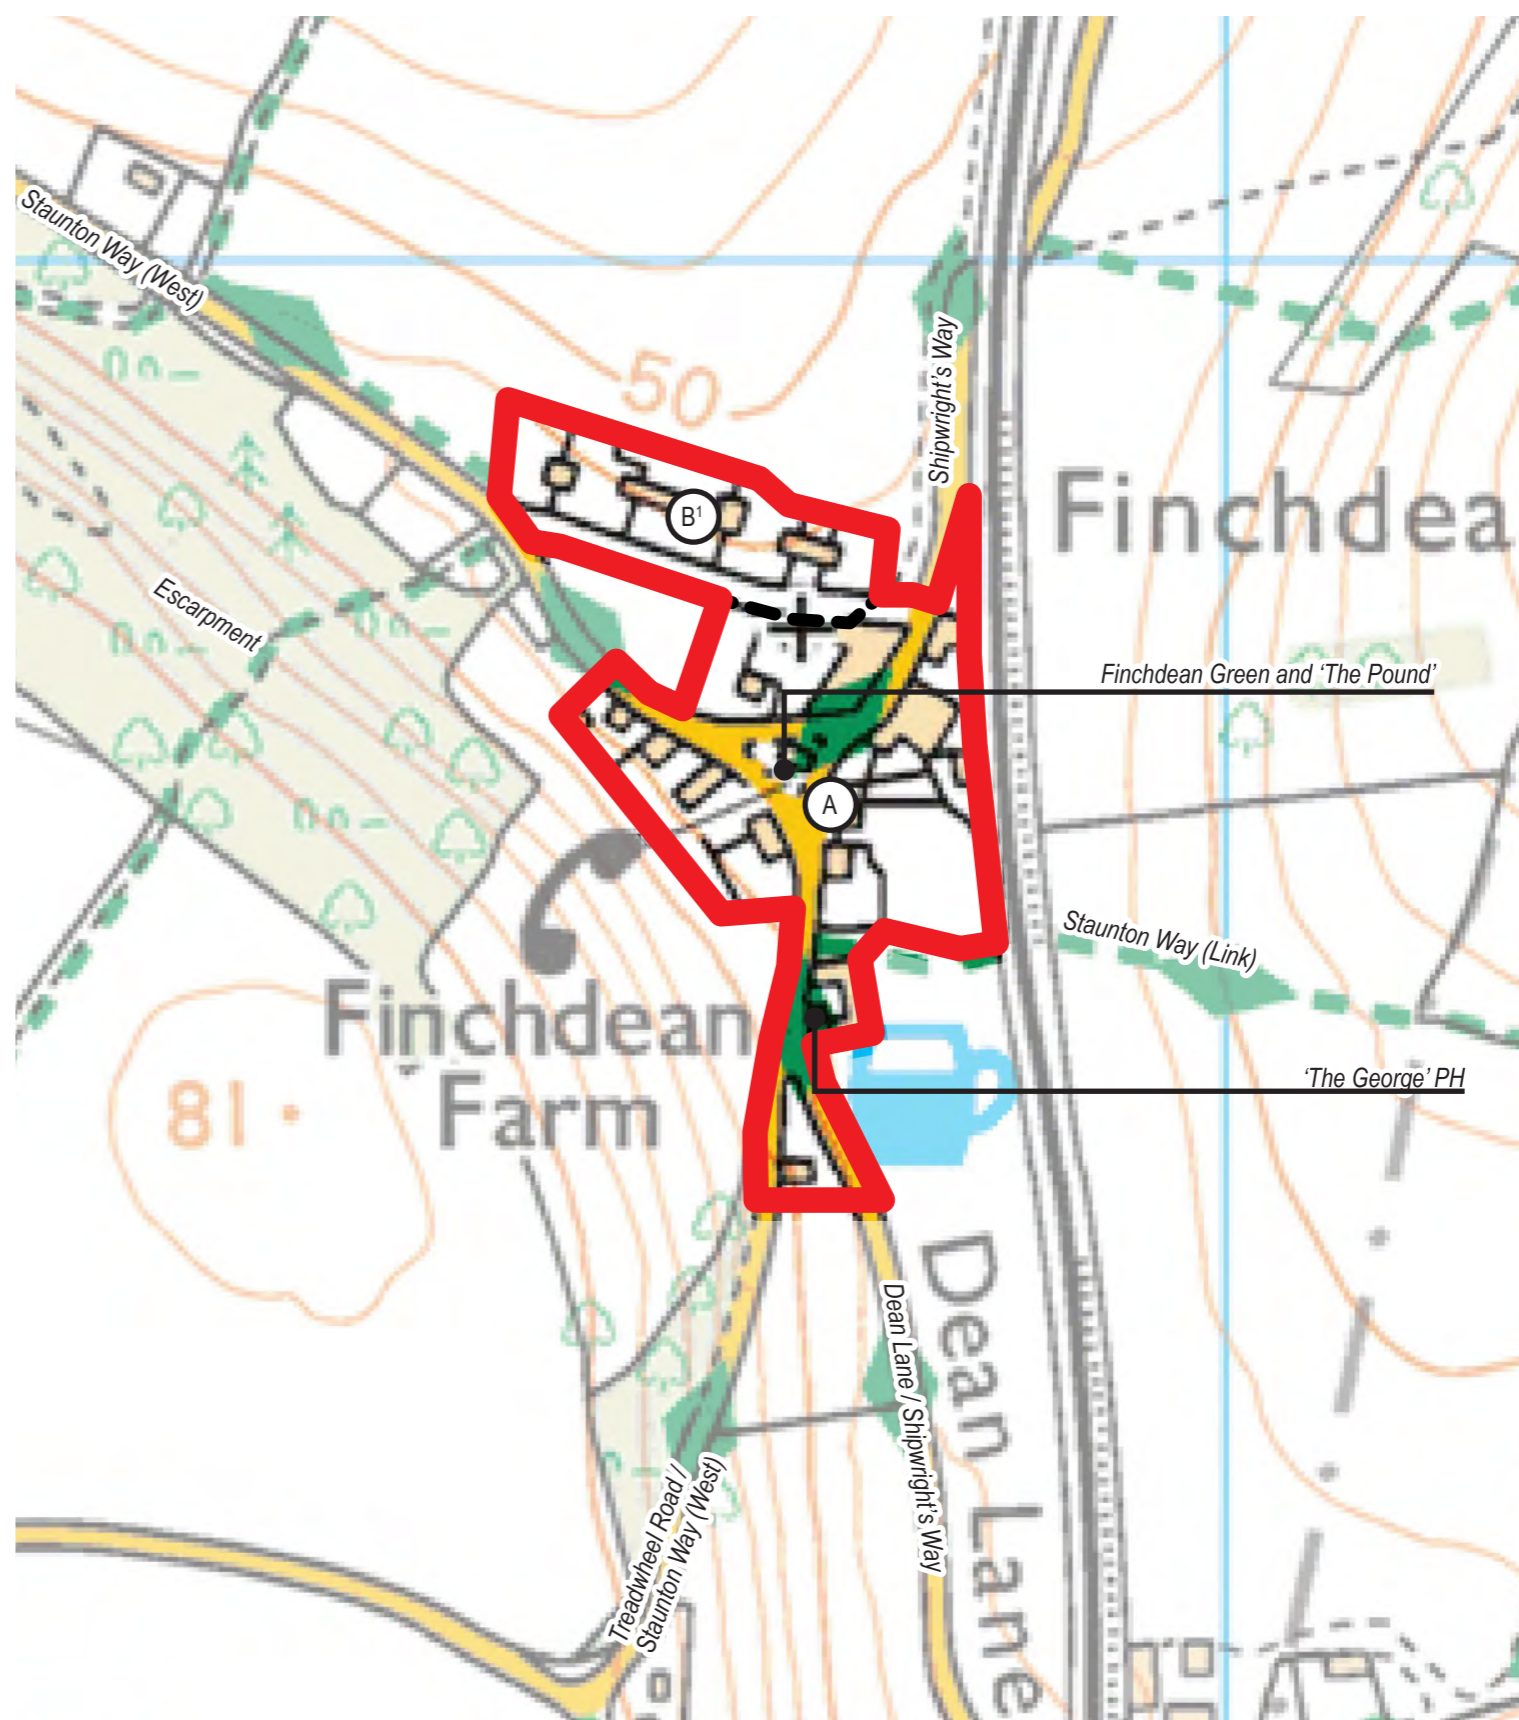 Staunton Way (West)
50
Shipwright's Way
Finchdea
B1
Escarpment
Finchdean Green and 'The Pound'
A
Staunton Way (Link)
Finchdean
Farm
81
'The George' PH
Dean Lane
Dean Lane / Shipwright's Way
Treadwheel Road /
Staunton Way (West)